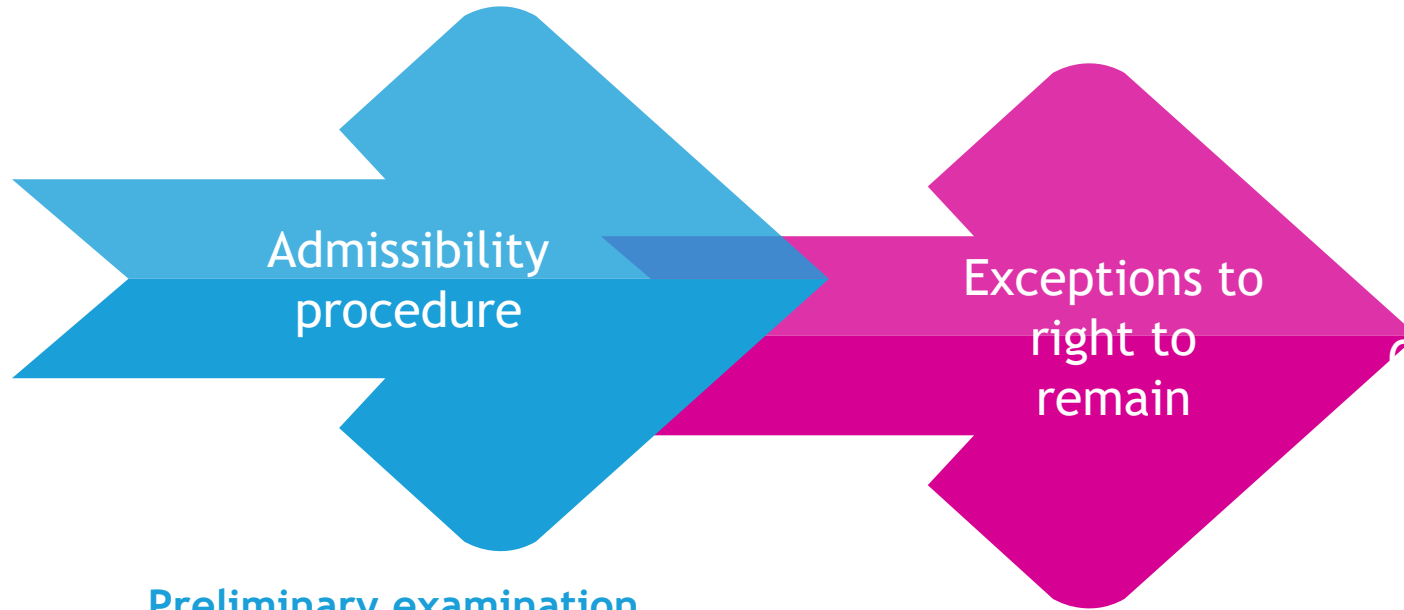 Admissibility
procedure
Exceptions to
right to
remain
Preliminary examination